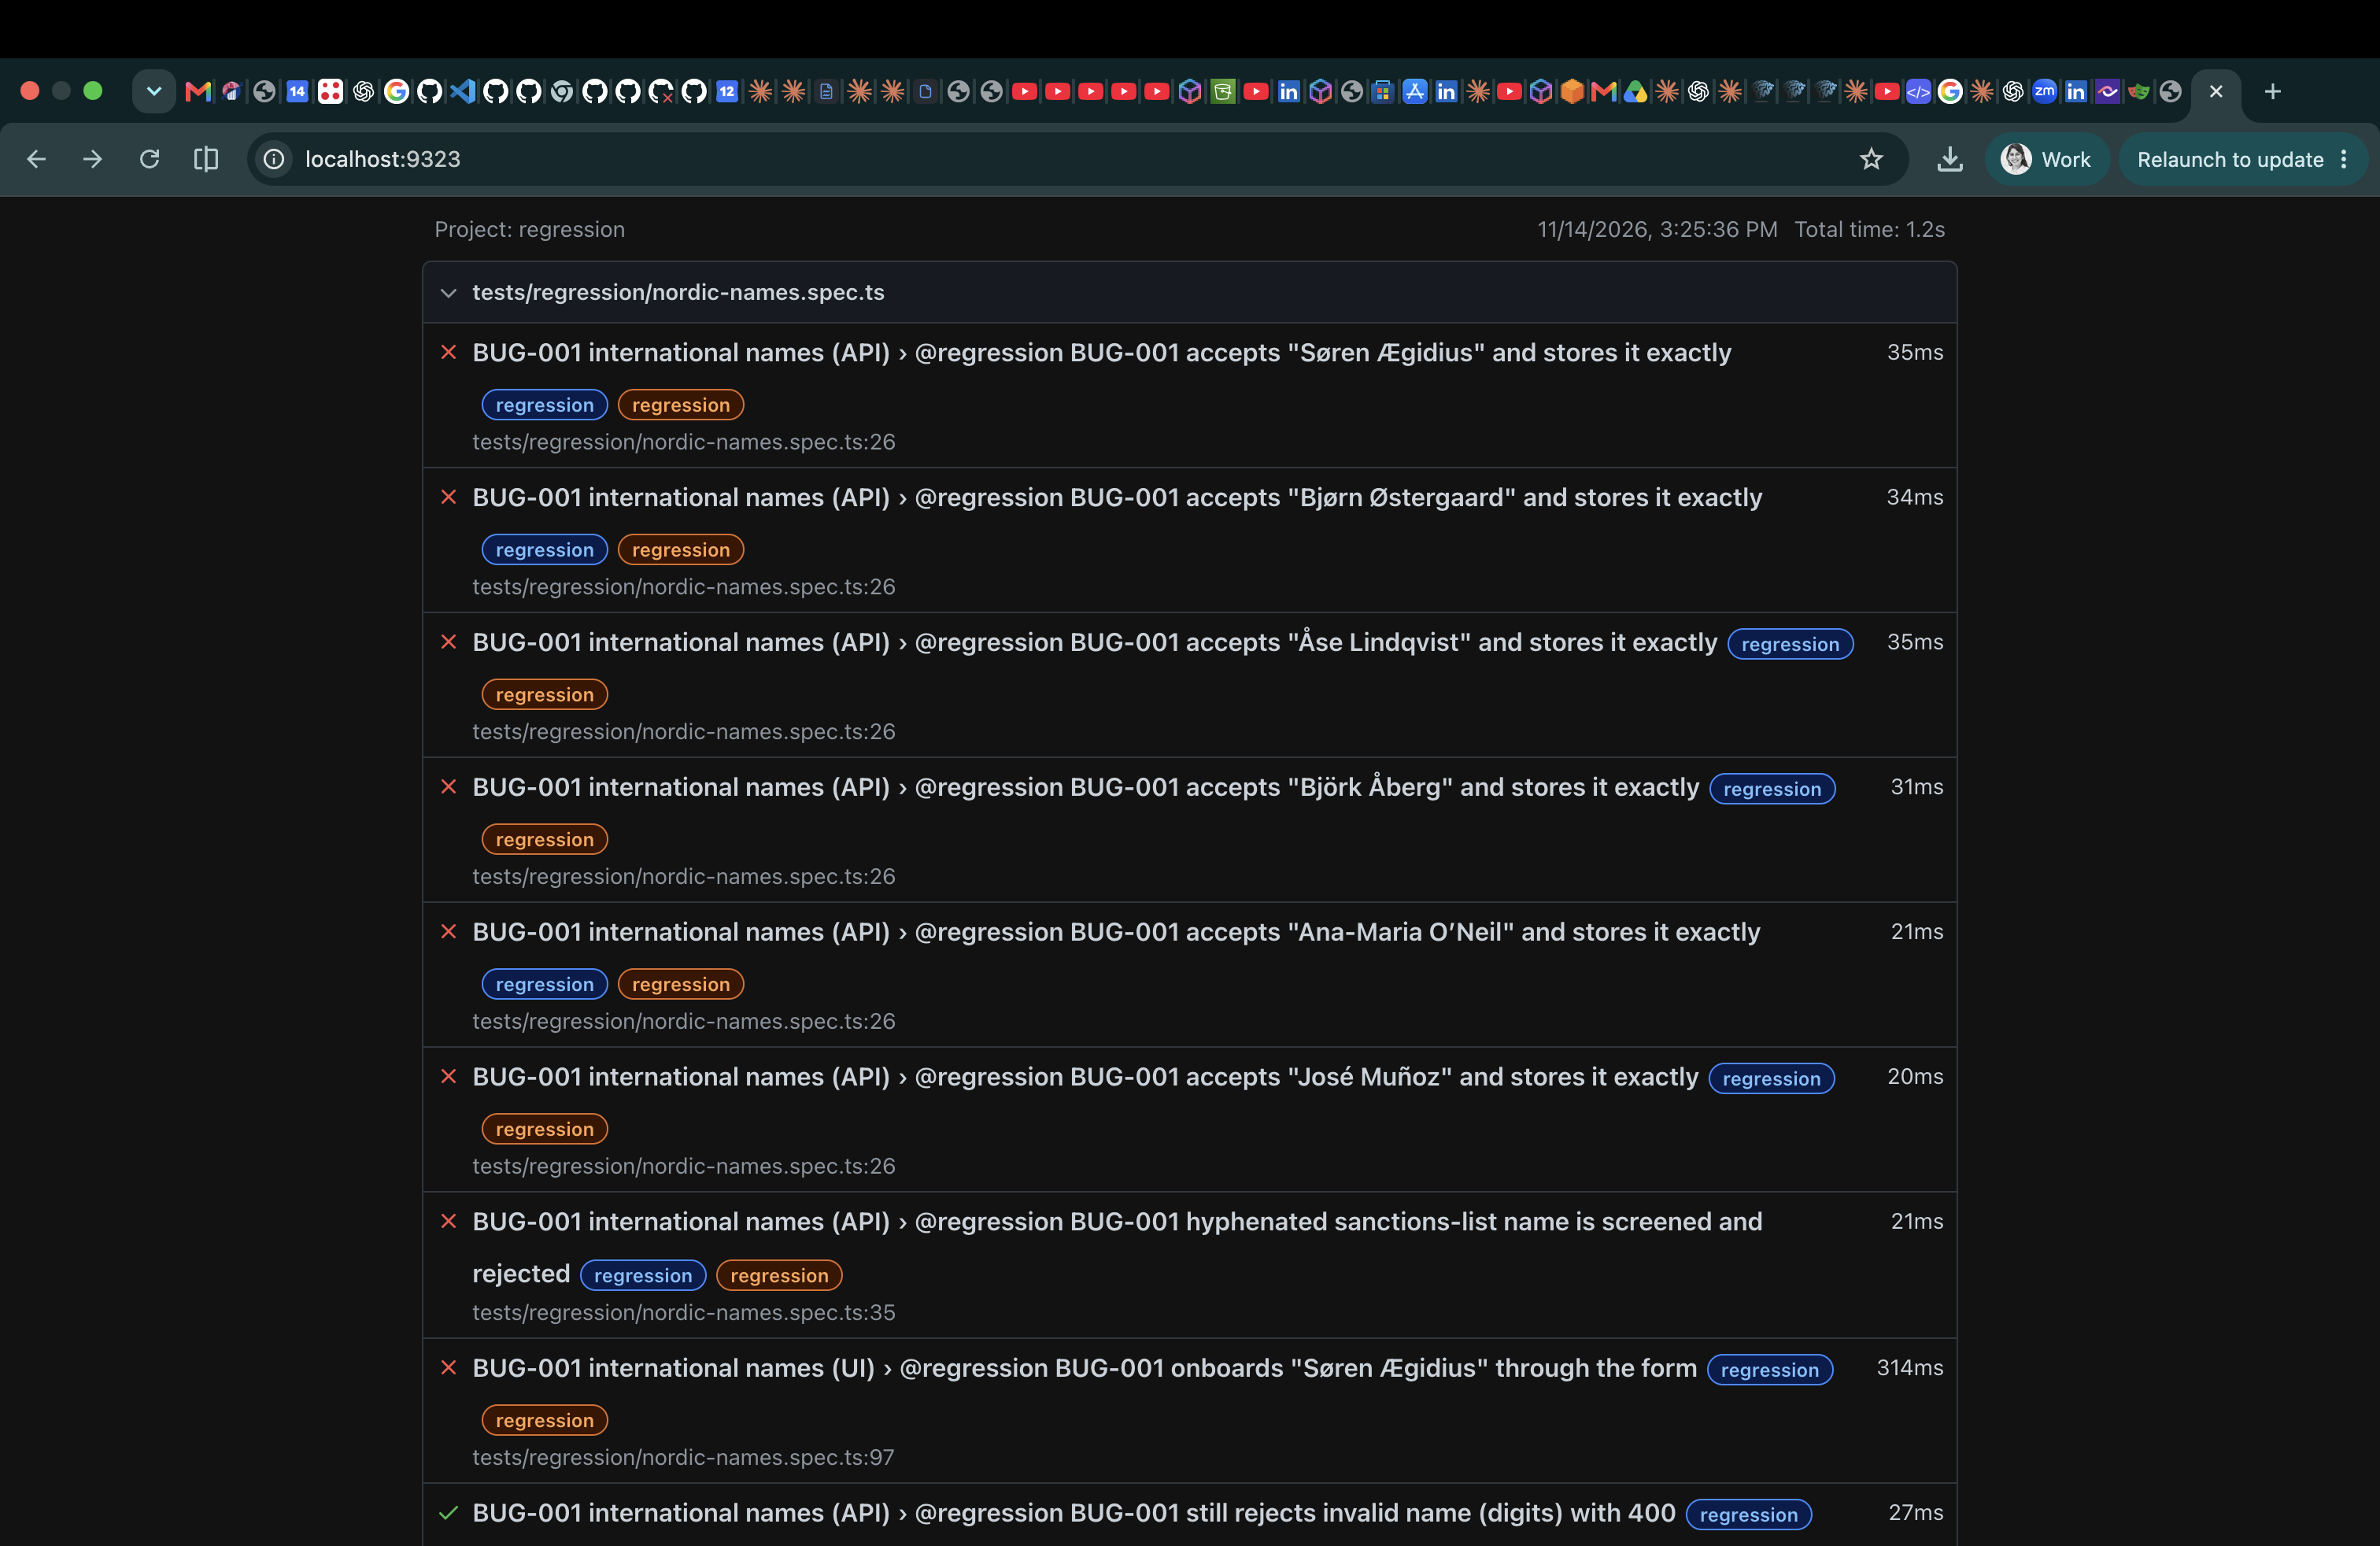 14
12
in
in
zm
in
localhost:9323
Work
Relaunch to update
Project: regression
11/14/2026, 3:25:36 PM Total time: 1.2s
tests/regression/nordic-names.spec.ts
BUG-001 international names (API) › @regression BUG-001 accepts "Søren Ægidius" and stores it exactly 35ms
regression regression
tests/regression/nordic-names.spec.ts:26
BUG-001 international names (API) › @regression BUG-001 accepts "Bjørn Østergaard" and stores it exactly 34ms
regression regression
tests/regression/nordic-names.spec.ts:26
BUG-001 international names (API) › @regression BUG-001 accepts "Åse Lindqvist" and stores it exactly regression 35ms
regression
tests/regression/nordic-names.spec.ts:26
BUG-001 international names (API) › @regression BUG-001 accepts "Björk Åberg" and stores it exactly regression 31ms
regression
tests/regression/nordic-names.spec.ts:26
BUG-001 international names (API) › @regression BUG-001 accepts "Ana-Maria O’Neil" and stores it exactly 21ms
regression regression
tests/regression/nordic-names.spec.ts:26
BUG-001 international names (API) › @regression BUG-001 accepts "José Muñoz" and stores it exactly regression 20ms
regression
tests/regression/nordic-names.spec.ts:26
BUG-001 international names (API) › @regression BUG-001 hyphenated sanctions-list name is screened and 21ms
rejected regression regression
tests/regression/nordic-names.spec.ts:35
BUG-001 international names (UI) › @regression BUG-001 onboards "Søren Ægidius" through the form regression 314ms
regression
tests/regression/nordic-names.spec.ts:97
BUG-001 international names (API) › @regression BUG-001 still rejects invalid name (digits) with 400 regression 27ms